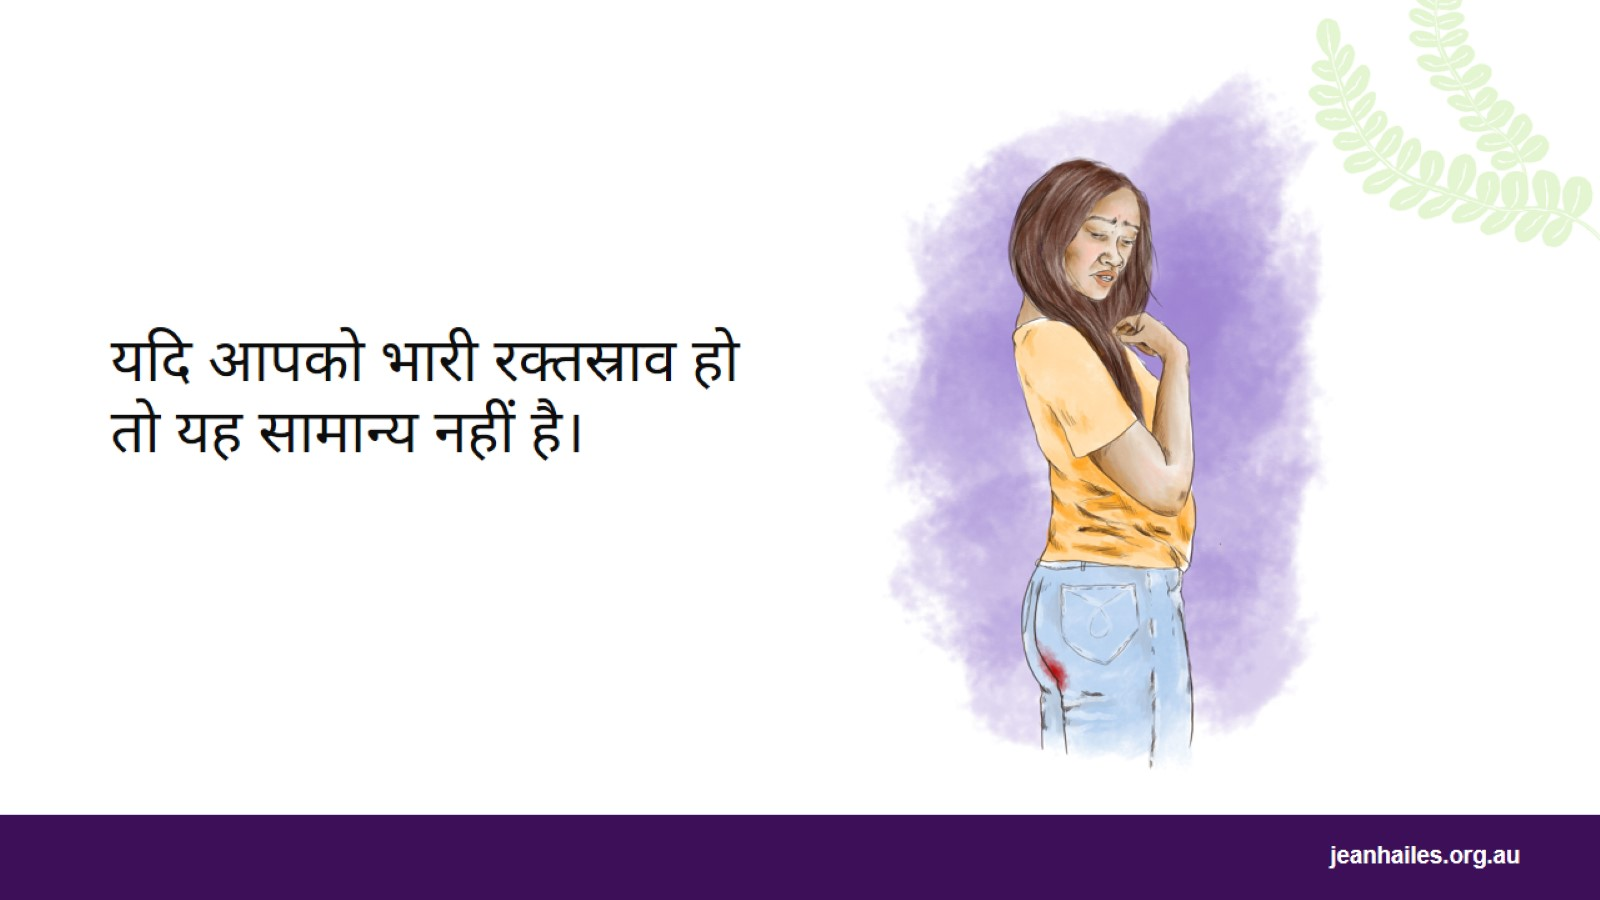 यदि आपको भारी रक्तस्राव हो
तो यह सामान्य नहीं है।
jeanhailes.org.au